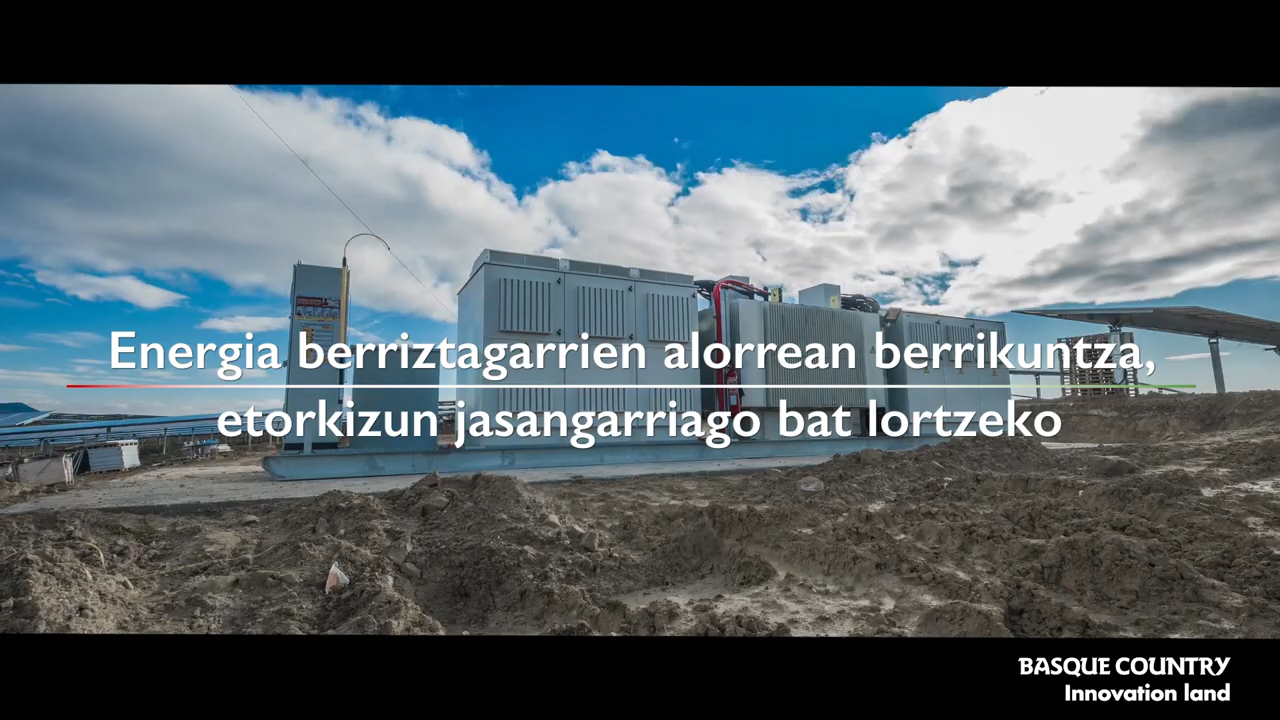 Energia berriztagarrien alorrean berrikuntza,
etorkizun jasangarriago bat lortzeko
BASQUE COUNTRY
Innovation land